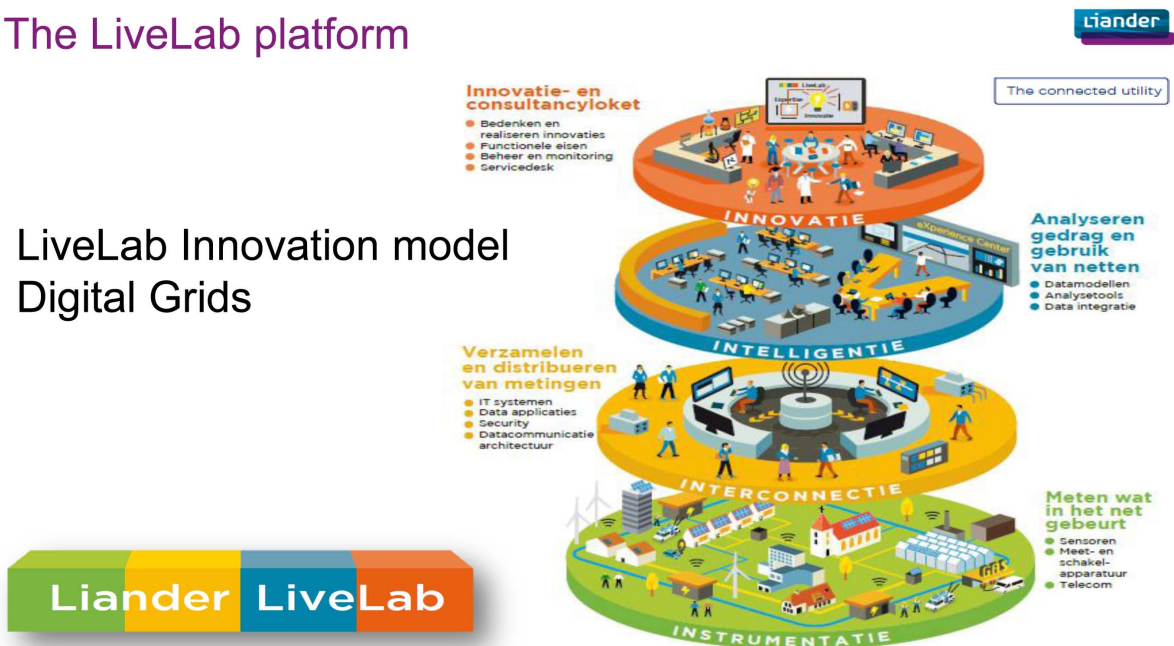 The LiveLab platform
Liander
The connected utility
LiveLab Innovation model
Digital Grids
Innovatie- en
consultancyloket
Bedenken en
realiseren innovaties
Functionele eisen
Beheer en monitoring
Servicedesk
LiveLab
Expertise
Innovatie
INNOVATIE
Analyseren
gedrag en
gebruik
van netten
Datamodellen
Analysetools
Data integratie
eXperience Center
INTELLIGENTIE
Verzamelen
en distribueren
van metingen
IT systemen
Data applicaties
Security
Datacommunicatie
architectuur
INTERCONNECTIE
Meten wat
in het net
gebeurt
Sensoren
Meet- en
schakel-
apparatuur
Telecom
GAS
INSTRUMENTATIE
Liander LiveLab